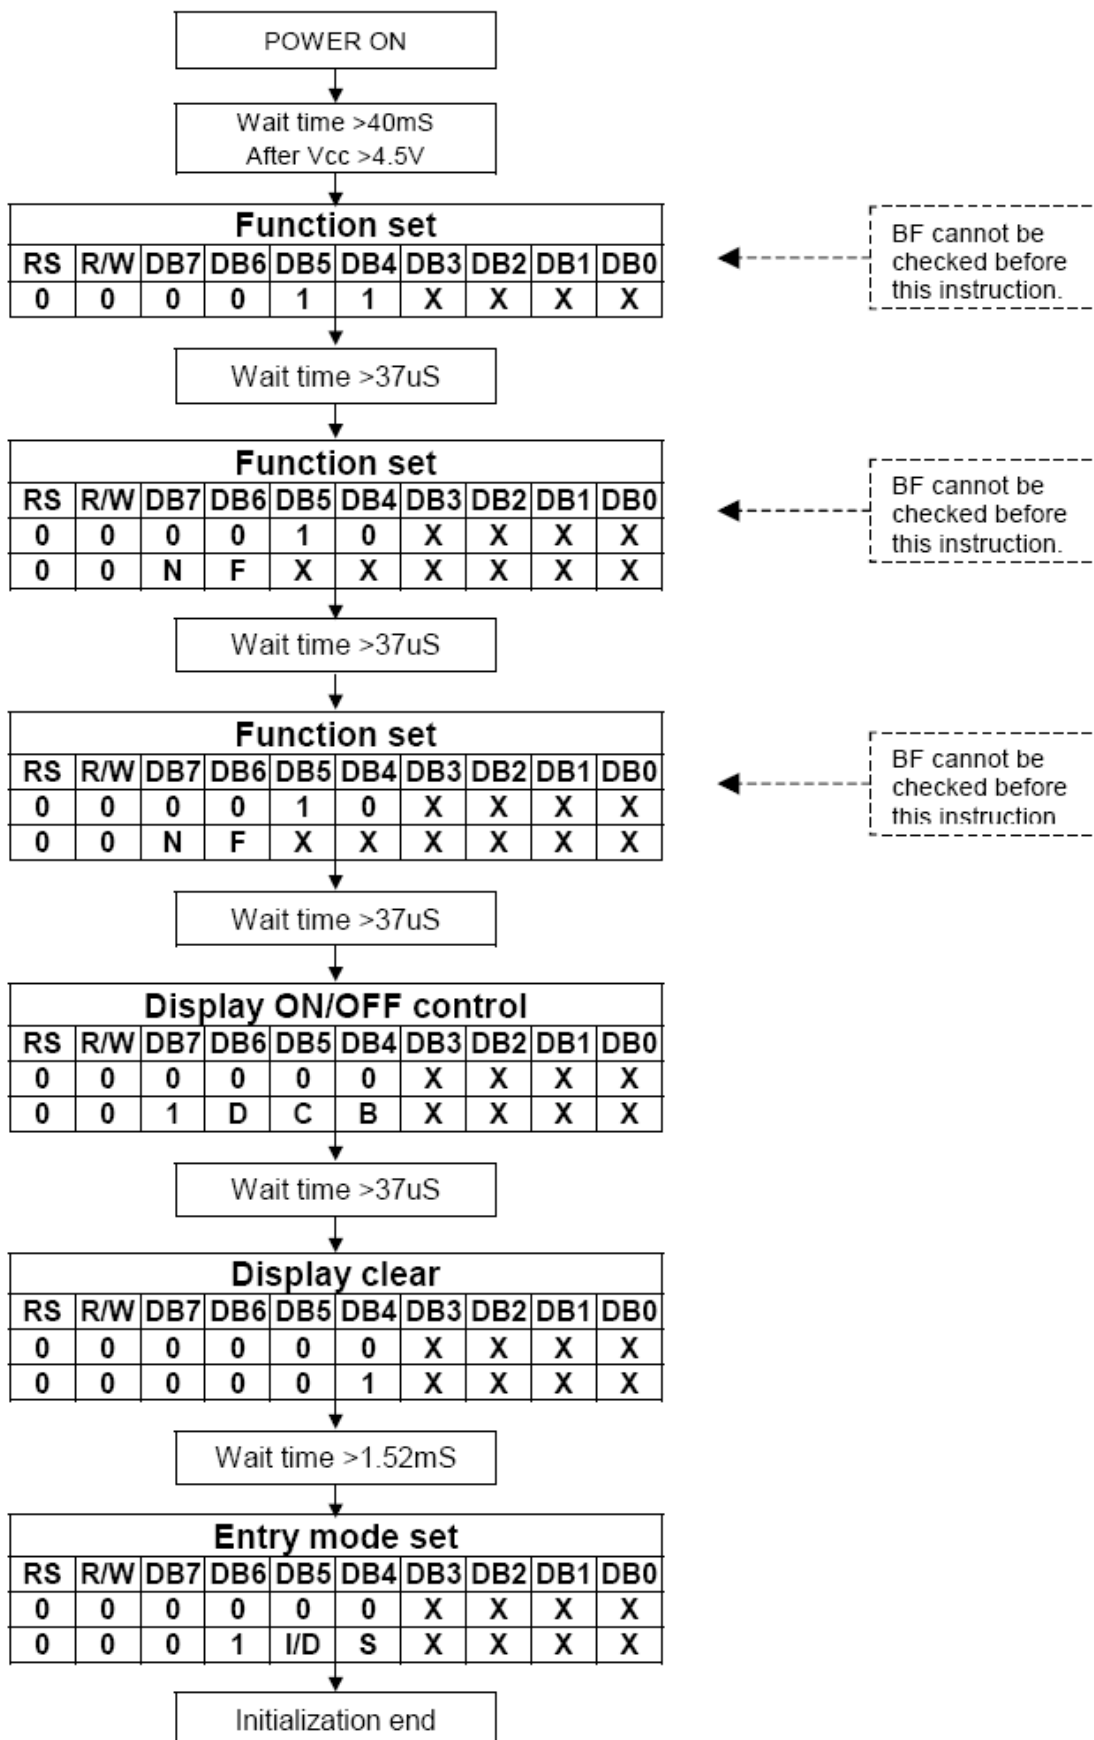 POWER ON
Wait time >40mS
After Vcc >4.5V
Function set
RS R/W DB7 DB6 DB5 DB4 DB3 DB2 DB1 DB0
0 0 0 0 1 1 X X X X
BF cannot be
checked before
this instruction.
Wait time >37uS
Function set
RS R/W DB7 DB6 DB5 DB4 DB3 DB2 DB1 DB0
0 0 0 0 1 0 X X X X
0 0 N F X X X X X X
BF cannot be
checked before
this instruction.
Wait time >37uS
Function set
RS R/W DB7 DB6 DB5 DB4 DB3 DB2 DB1 DB0
0 0 0 0 1 0 X X X X
0 0 N F X X X X X X
BF cannot be
checked before
this instruction
Wait time >37uS
Display ON/OFF control
RS R/W DB7 DB6 DB5 DB4 DB3 DB2 DB1 DB0
0 0 0 0 0 0 X X X X
0 0 1 D C B X X X X
Wait time >37uS
Display clear
RS R/W DB7 DB6 DB5 DB4 DB3 DB2 DB1 DB0
0 0 0 0 0 0 X X X X
0 0 0 0 0 1 X X X X
Wait time >1.52mS
Entry mode set
RS R/W DB7 DB6 DB5 DB4 DB3 DB2 DB1 DB0
0 0 0 0 0 0 X X X X
0 0 0 1 I/D S X X X X
Initialization end